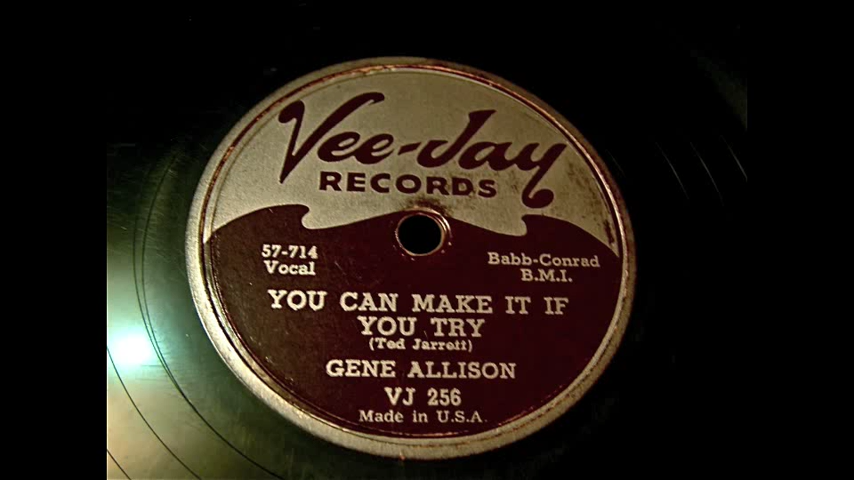 Vee-Jay
RECORDS
57-714
Vocal
Babb-Conrad
B.M.I.
YOU CAN MAKE IT IF
YOU TRY
(Ted Jarrett)
GENE ALLISON
VJ 256
Made in U.S.A.